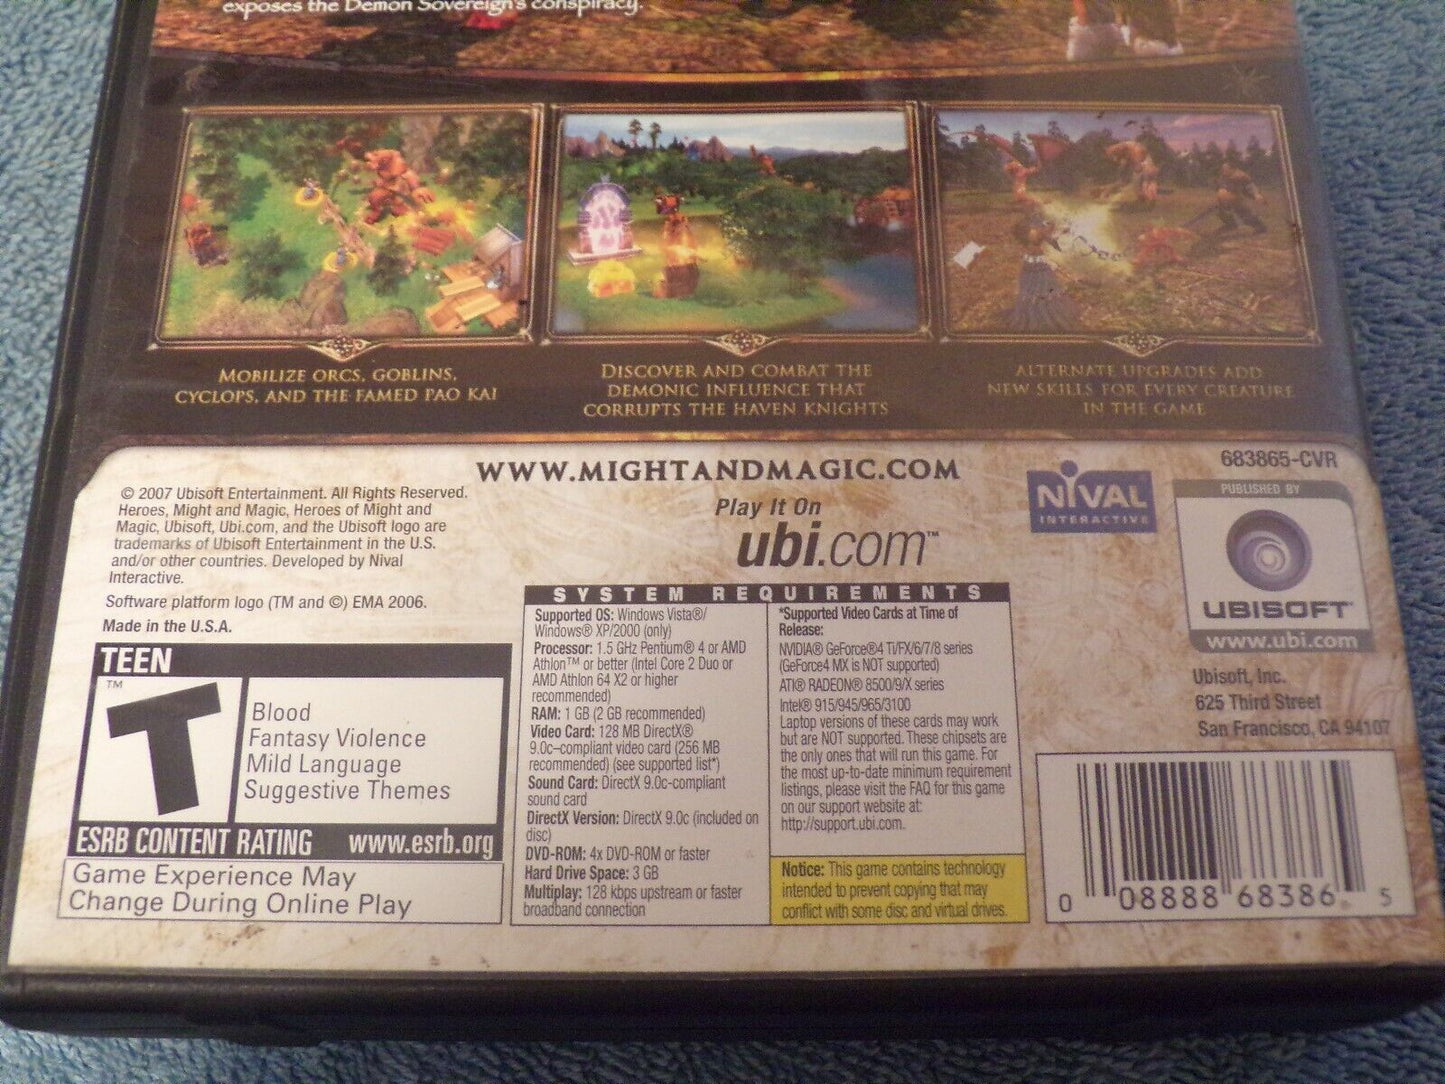 exposes the Demon Sovereign's conspiracy.
MOBILIZE ORCS, GOBLINS,
CYCLOPS, AND THE FAMED PAO KAI
DISCOVER AND COMBAT THE
DEMONIC INFLUENCE THAT
CORRUPTS THE HAVEN KNIGHTS
ALTERNATE UPGRADES ADD
NEW SKILLS FOR EVERY CREATURE
IN THE GAME
WWW.MIGHTANDMAGIC.COM
Play It On
ubi.com™
NIVAL
INTERACTIVE
683865-CVR
PUBLISHED BY
UBISOFT
www.ubi.com
Ubisoft, Inc.
625 Third Street
San Francisco, CA 94107
© 2007 Ubisoft Entertainment. All Rights Reserved.
Heroes, Might and Magic, Heroes of Might and
Magic, Ubisoft, Ubi.com, and the Ubisoft logo are
trademarks of Ubisoft Entertainment in the U.S.
and/or other countries. Developed by Nival
Interactive.
Software platform logo (TM and ©) EMA 2006.
Made in the U.S.A.
TEEN
™
T
Blood
Fantasy Violence
Mild Language
Suggestive Themes
ESRB CONTENT RATING www.esrb.org
Game Experience May
Change During Online Play
SYSTEM REQUIREMENTS
Supported OS: Windows Vista®/
Windows® XP/2000 (only)
Processor: 1.5 GHz Pentium® 4 or AMD
Athlon™ or better (Intel Core 2 Duo or
AMD Athlon 64 X2 or higher
recommended)
RAM: 1 GB (2 GB recommended)
Video Card: 128 MB DirectX®
9.0c–compliant video card (256 MB
recommended) (see supported list*)
Sound Card: DirectX 9.0c-compliant
sound card
DirectX Version: DirectX 9.0c (included on
disc)
DVD-ROM: 4x DVD-ROM or faster
Hard Drive Space: 3 GB
Multiplay: 128 kbps upstream or faster
broadband connection
*Supported Video Cards at Time of
Release:
NVIDIA® GeForce®4 Ti/FX/6/7/8 series
(GeForce4 MX is NOT supported)
ATI® RADEON® 8500/9/X series
Intel® 915/945/965/3100
Laptop versions of these cards may work
but are NOT supported. These chipsets are
the only ones that will run this game. For
the most up-to-date minimum requirement
listings, please visit the FAQ for this game
on our support website at:
http://support.ubi.com.
Notice: This game contains technology
intended to prevent copying that may
conflict with some disc and virtual drives.
0 08888 68386 5